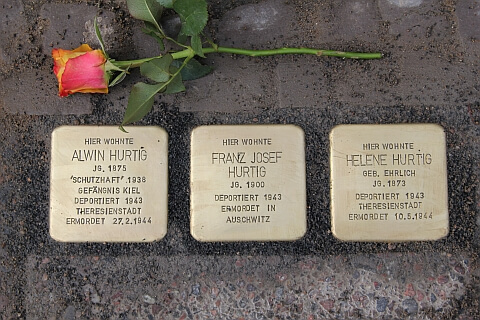 HIER WOHNTE
ALWIN HURTIG
JG. 1875
'SCHUTZHAFT' 1938
GEFÄNGNIS KIEL
DEPORTIERT 1943
THERESIENSTADT
ERMORDET 27.2.1944
HIER WOHNTE
FRANZ JOSEF
HURTIG
JG. 1900
DEPORTIERT 1943
ERMORDET IN
AUSCHWITZ
HIER WOHNTE
HELENE HURTIG
GEB. EHRLICH
JG. 1873
DEPORTIERT 1943
THERESIENSTADT
ERMORDET 10.5.1944